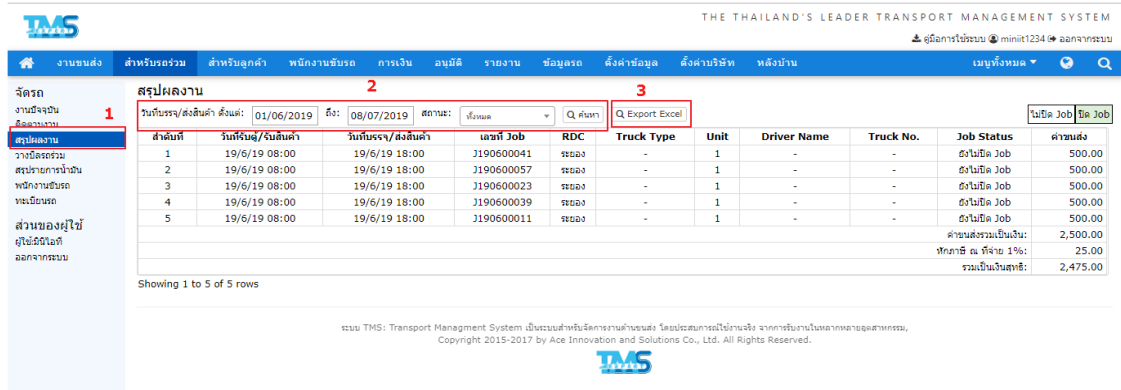 TMS
THE THAILAND'S LEADER TRANSPORT MANAGEMENT SYSTEM
คู่มือการใช้ระบบ miniit1234 ออกจากระบบ
งานขนส่ง สำหรับรถร่วม สำหรับลูกค้า พนักงานขับรถ การเงิน อนุมัติ รายงาน ข้อมูลรถ ตั้งค่าข้อมูล ตั้งค่าบริษัท หลังบ้าน เมนูทั้งหมด
จัดรถ
งานปัจจุบัน
ติดตามงาน
1
สรุปผลงาน
วางบิลรถร่วม
สรุปรายการน้ำมัน
พนักงานขับรถ
ทะเบียนรถ
ส่วนของผู้ใช้
ผู้ใช้:มินิไอที
ออกจากระบบ
สรุปผลงาน
2
3
วันที่บรรจุ/ส่งสินค้า ตั้งแต่: 01/06/2019 ถึง: 08/07/2019 สถานะ: ทั้งหมด ค้นหา Export Excel
ไม่ปิด Job ปิด Job
ลำดับที่ วันที่รับตู้/รับสินค้า วันที่บรรจุ/ส่งสินค้า เลขที่ Job RDC Truck Type Unit Driver Name Truck No. Job Status ค่าขนส่ง
1 19/6/19 08:00 19/6/19 18:00 J190600041 ระยอง - 1 - - ยังไม่ปิด Job 500.00
2 19/6/19 08:00 19/6/19 18:00 J190600057 ระยอง - 1 - - ยังไม่ปิด Job 500.00
3 19/6/19 08:00 19/6/19 18:00 J190600023 ระยอง - 1 - - ยังไม่ปิด Job 500.00
4 19/6/19 08:00 19/6/19 18:00 J190600039 ระยอง - 1 - - ยังไม่ปิด Job 500.00
5 19/6/19 08:00 19/6/19 18:00 J190600011 ระยอง - 1 - - ยังไม่ปิด Job 500.00
ค่าขนส่งรวมเป็นเงิน: 2,500.00
หักภาษี ณ ที่จ่าย 1%: 25.00
รวมเป็นเงินสุทธิ: 2,475.00
Showing 1 to 5 of 5 rows
ระบบ TMS: Transport Managment System เป็นระบบสำหรับจัดการงานด้านขนส่ง โดยประสบการณ์ใช้งานจริง จากการรับงานในหลากหลายอุตสาหกรรม,
Copyright 2015-2017 by Ace Innovation and Solutions Co., Ltd. All Rights Reserved.
TMS